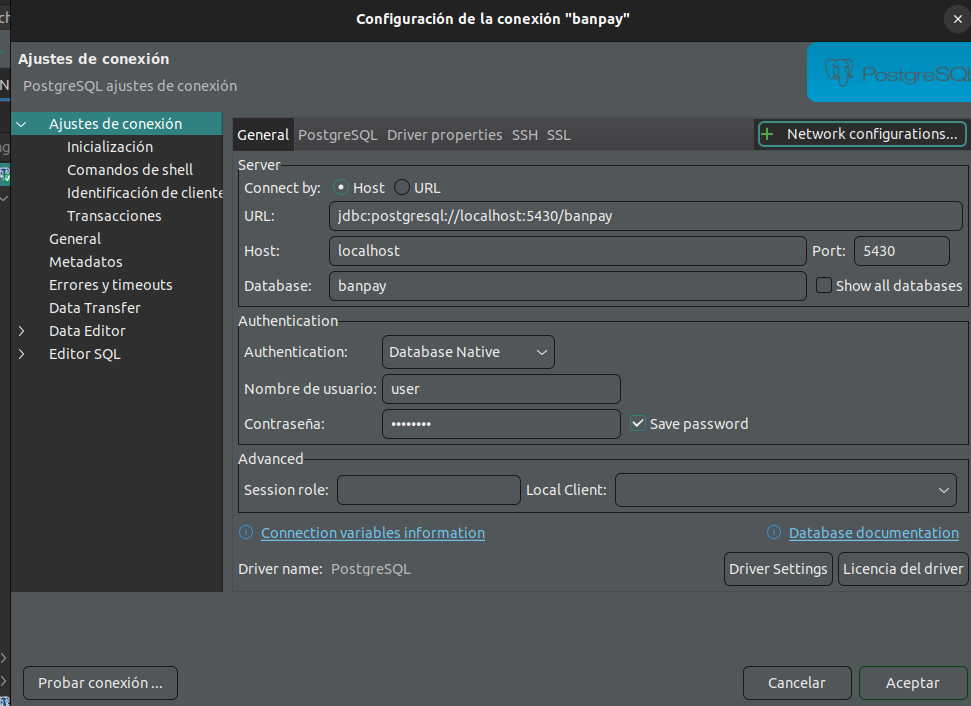 Configuración de la conexión "banpay"
Ajustes de conexión
PostgreSQL ajustes de conexión
PostgreSQL
Ajustes de conexión
Inicialización
Comandos de shell
Identificación de cliente
Transacciones
General
Metadatos
Errores y timeouts
Data Transfer
Data Editor
Editor SQL
General PostgreSQL Driver properties SSH SSL
Network configurations...
Server
Connect by: Host URL
URL: jdbc:postgresql://localhost:5430/banpay
Host: localhost Port: 5430
Database: banpay Show all databases
Authentication
Authentication: Database Native
Nombre de usuario: user
Contraseña: •••••••• Save password
Advanced
Session role: Local Client:
Connection variables information Database documentation
Driver name: PostgreSQL Driver Settings Licencia del driver
Probar conexión ... Cancelar Aceptar